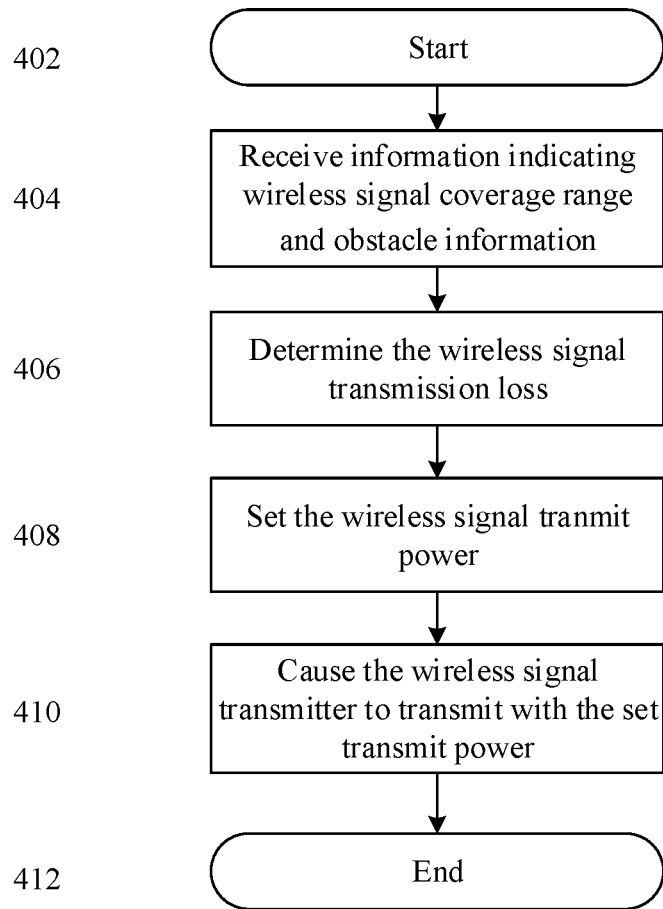 402
Start
404
Receive information indicating
wireless signal coverage range
and obstacle information
406
Determine the wireless signal
transmission loss
408
Set the wireless signal tranmit
power
410
Cause the wireless signal
transmitter to transmit with the set
transmit power
412
End